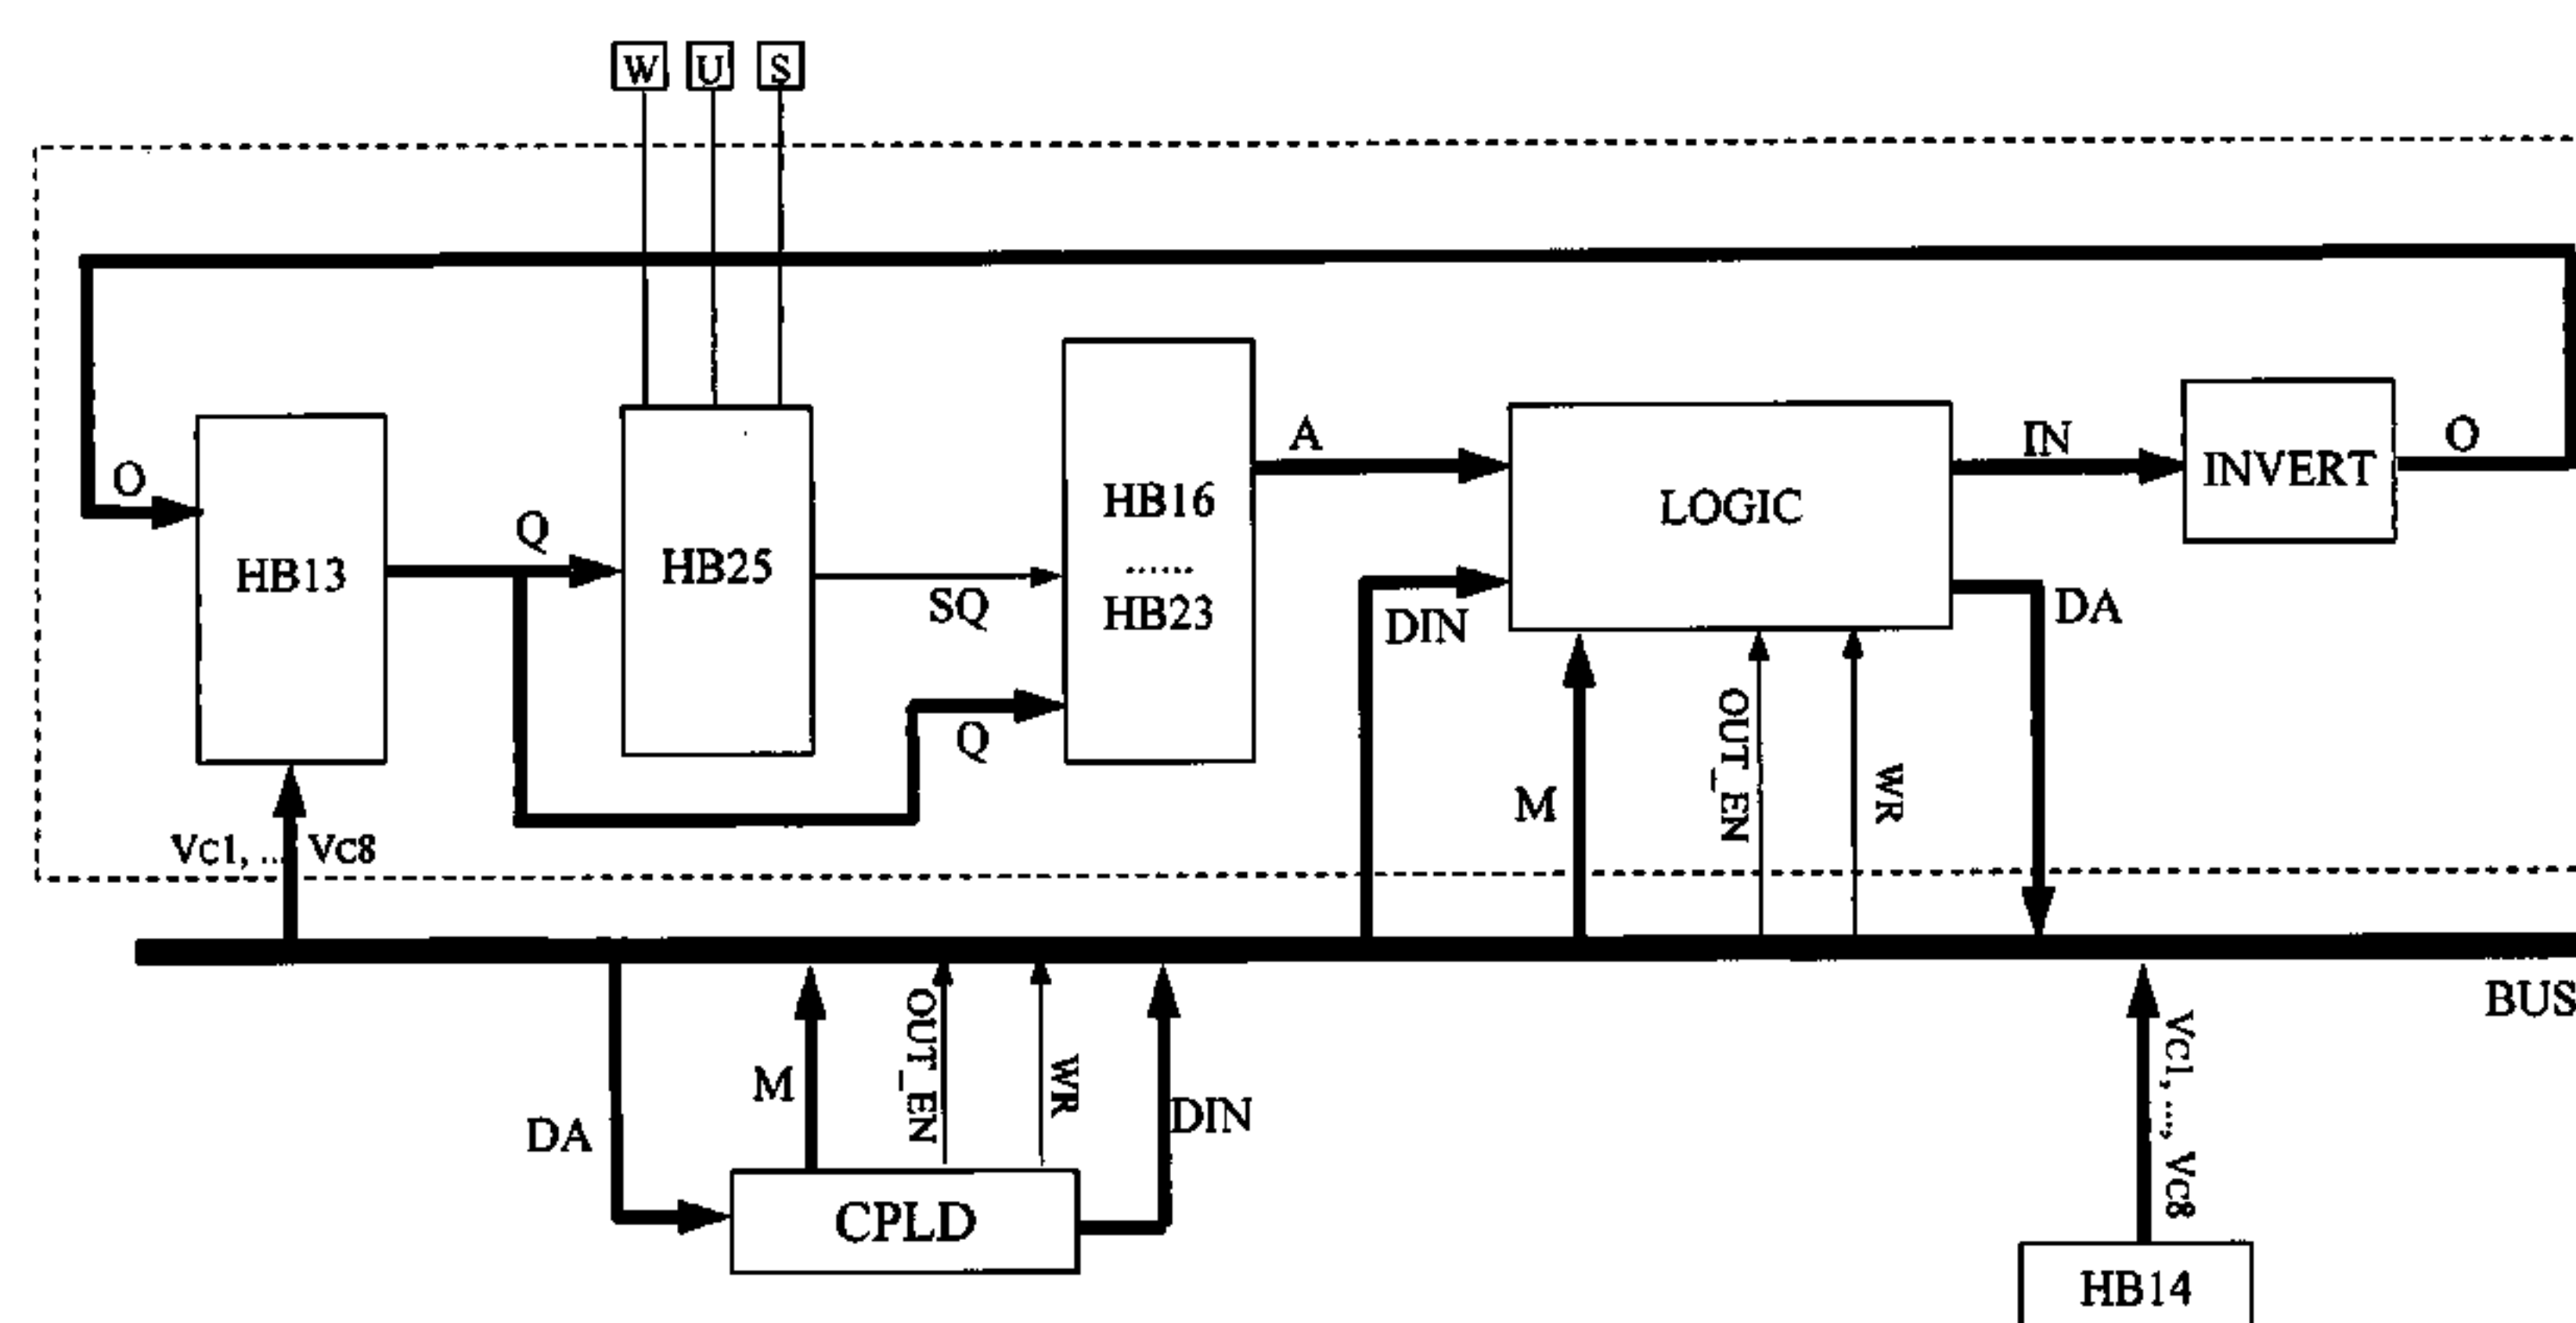 W U S
O
HB13
Q
HB25
SQ
Q
HB16
......
HB23
A
LOGIC
IN
INVERT
O
DIN
M
OUT_EN
WR
DA
Vc1, ... Vc8
BUS
DA
M
OUT_EN
WR
DIN
CPLD
Vc1, ..., Vc8
HB14